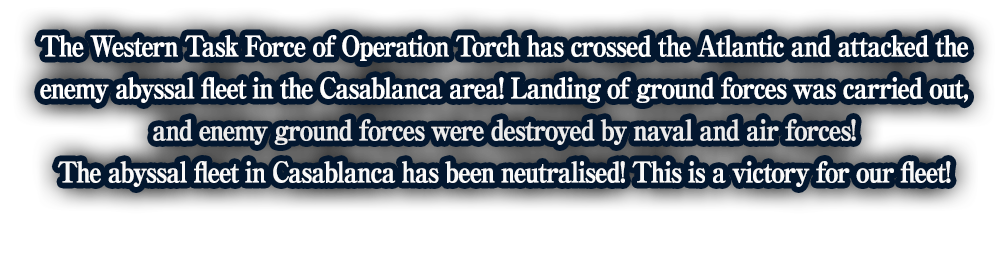 The Western Task Force of Operation Torch has crossed the Atlantic and attacked the
enemy abyssal fleet in the Casablanca area! Landing of ground forces was carried out,
and enemy ground forces were destroyed by naval and air forces!
The abyssal fleet in Casablanca has been neutralised! This is a victory for our fleet!